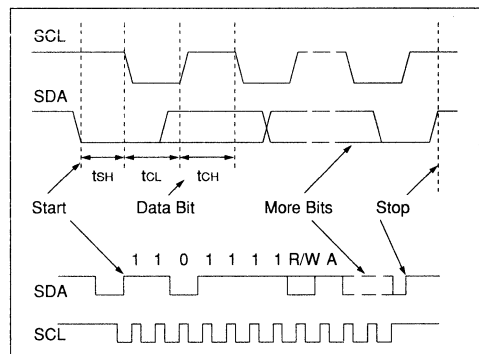 SCL
SDA
tSH tCL tCH
Start Data Bit More Bits Stop
1 1 0 1 1 1 1 R/W A
SDA
SCL